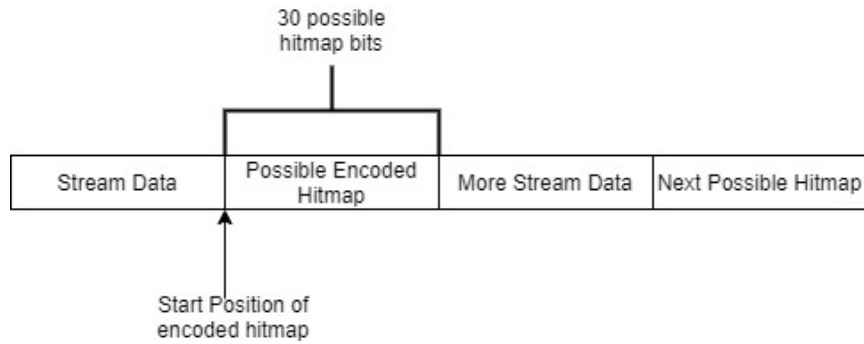 30 possible
hitmap bits
Stream Data
Possible Encoded
Hitmap
More Stream Data
Next Possible Hitmap
Start Position of
encoded hitmap